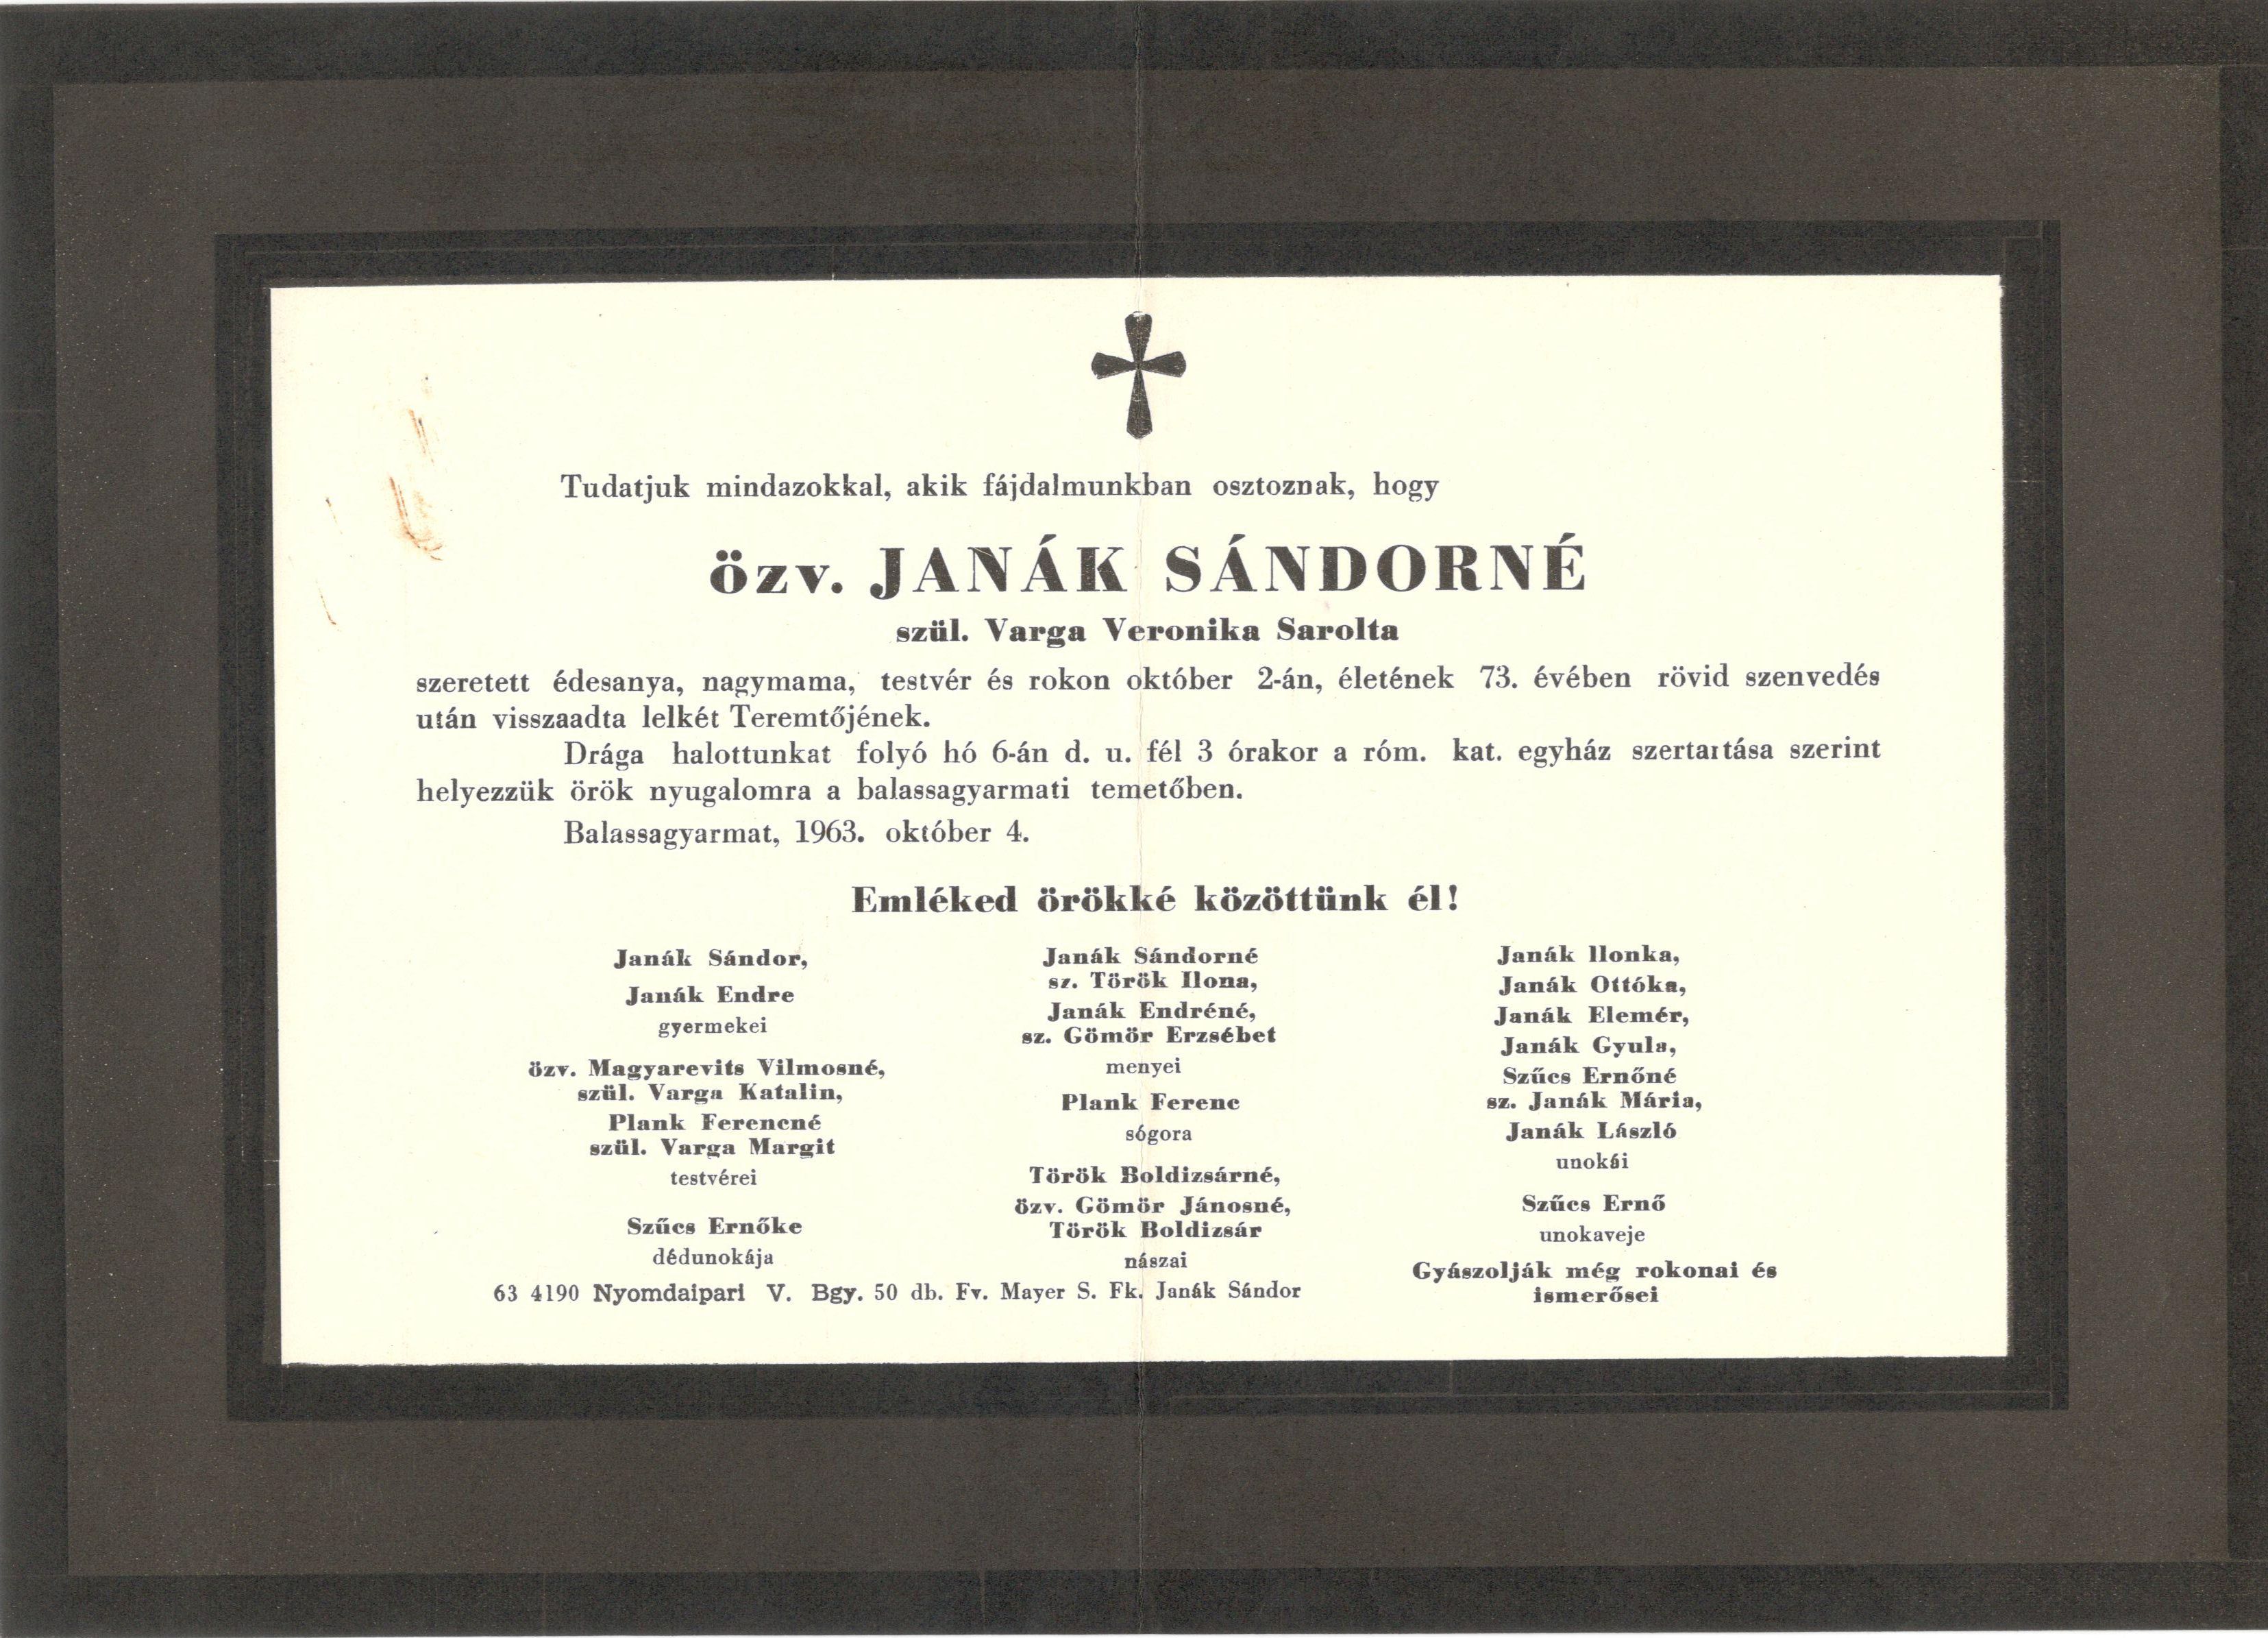 Tudatjuk mindazokkal, akik fájdalmunkban osztoznak, hogy
özv. JANÁK SÁNDORNÉ
szül. Varga Veronika Sarolta
szeretett édesanya, nagymama, testvér és rokon október 2-án, életének 73. évében rövid szenvedés
után visszaadta lelkét Teremtőjének.
Drága halottunkat folyó hó 6-án d. u. fél 3 órakor a róm. kat. egyház szertartása szerint
helyezzük örök nyugalomra a balassagyarmati temetőben.
Balassagyarmat, 1963. október 4.
Emléked örökké közöttünk él!
Janák Sándor,
Janák Endre
gyermekei
özv. Magyarevits Vilmosné,
szül. Varga Katalin,
Plank Ferencné
szül. Varga Margit
testvérei
Szűcs Ernőke
dédunokája
Janák Sándorné
sz. Török Ilona,
Janák Endréné,
sz. Gömör Erzsébet
menyei
Plank Ferenc
sógora
Török Boldizsárné,
özv. Gömör Jánosné,
Török Boldizsár
nászai
Janák Ilonka,
Janák Ottóka,
Janák Elemér,
Janák Gyula,
Szűcs Ernőné
sz. Janák Mária,
Janák László
unokái
Szűcs Ernő
unokaveje
Gyászolják még rokonai és
ismerősei
63 4190 Nyomdaipari V. Bgy. 50 db. Fv. Mayer S. Fk. Janák Sándor